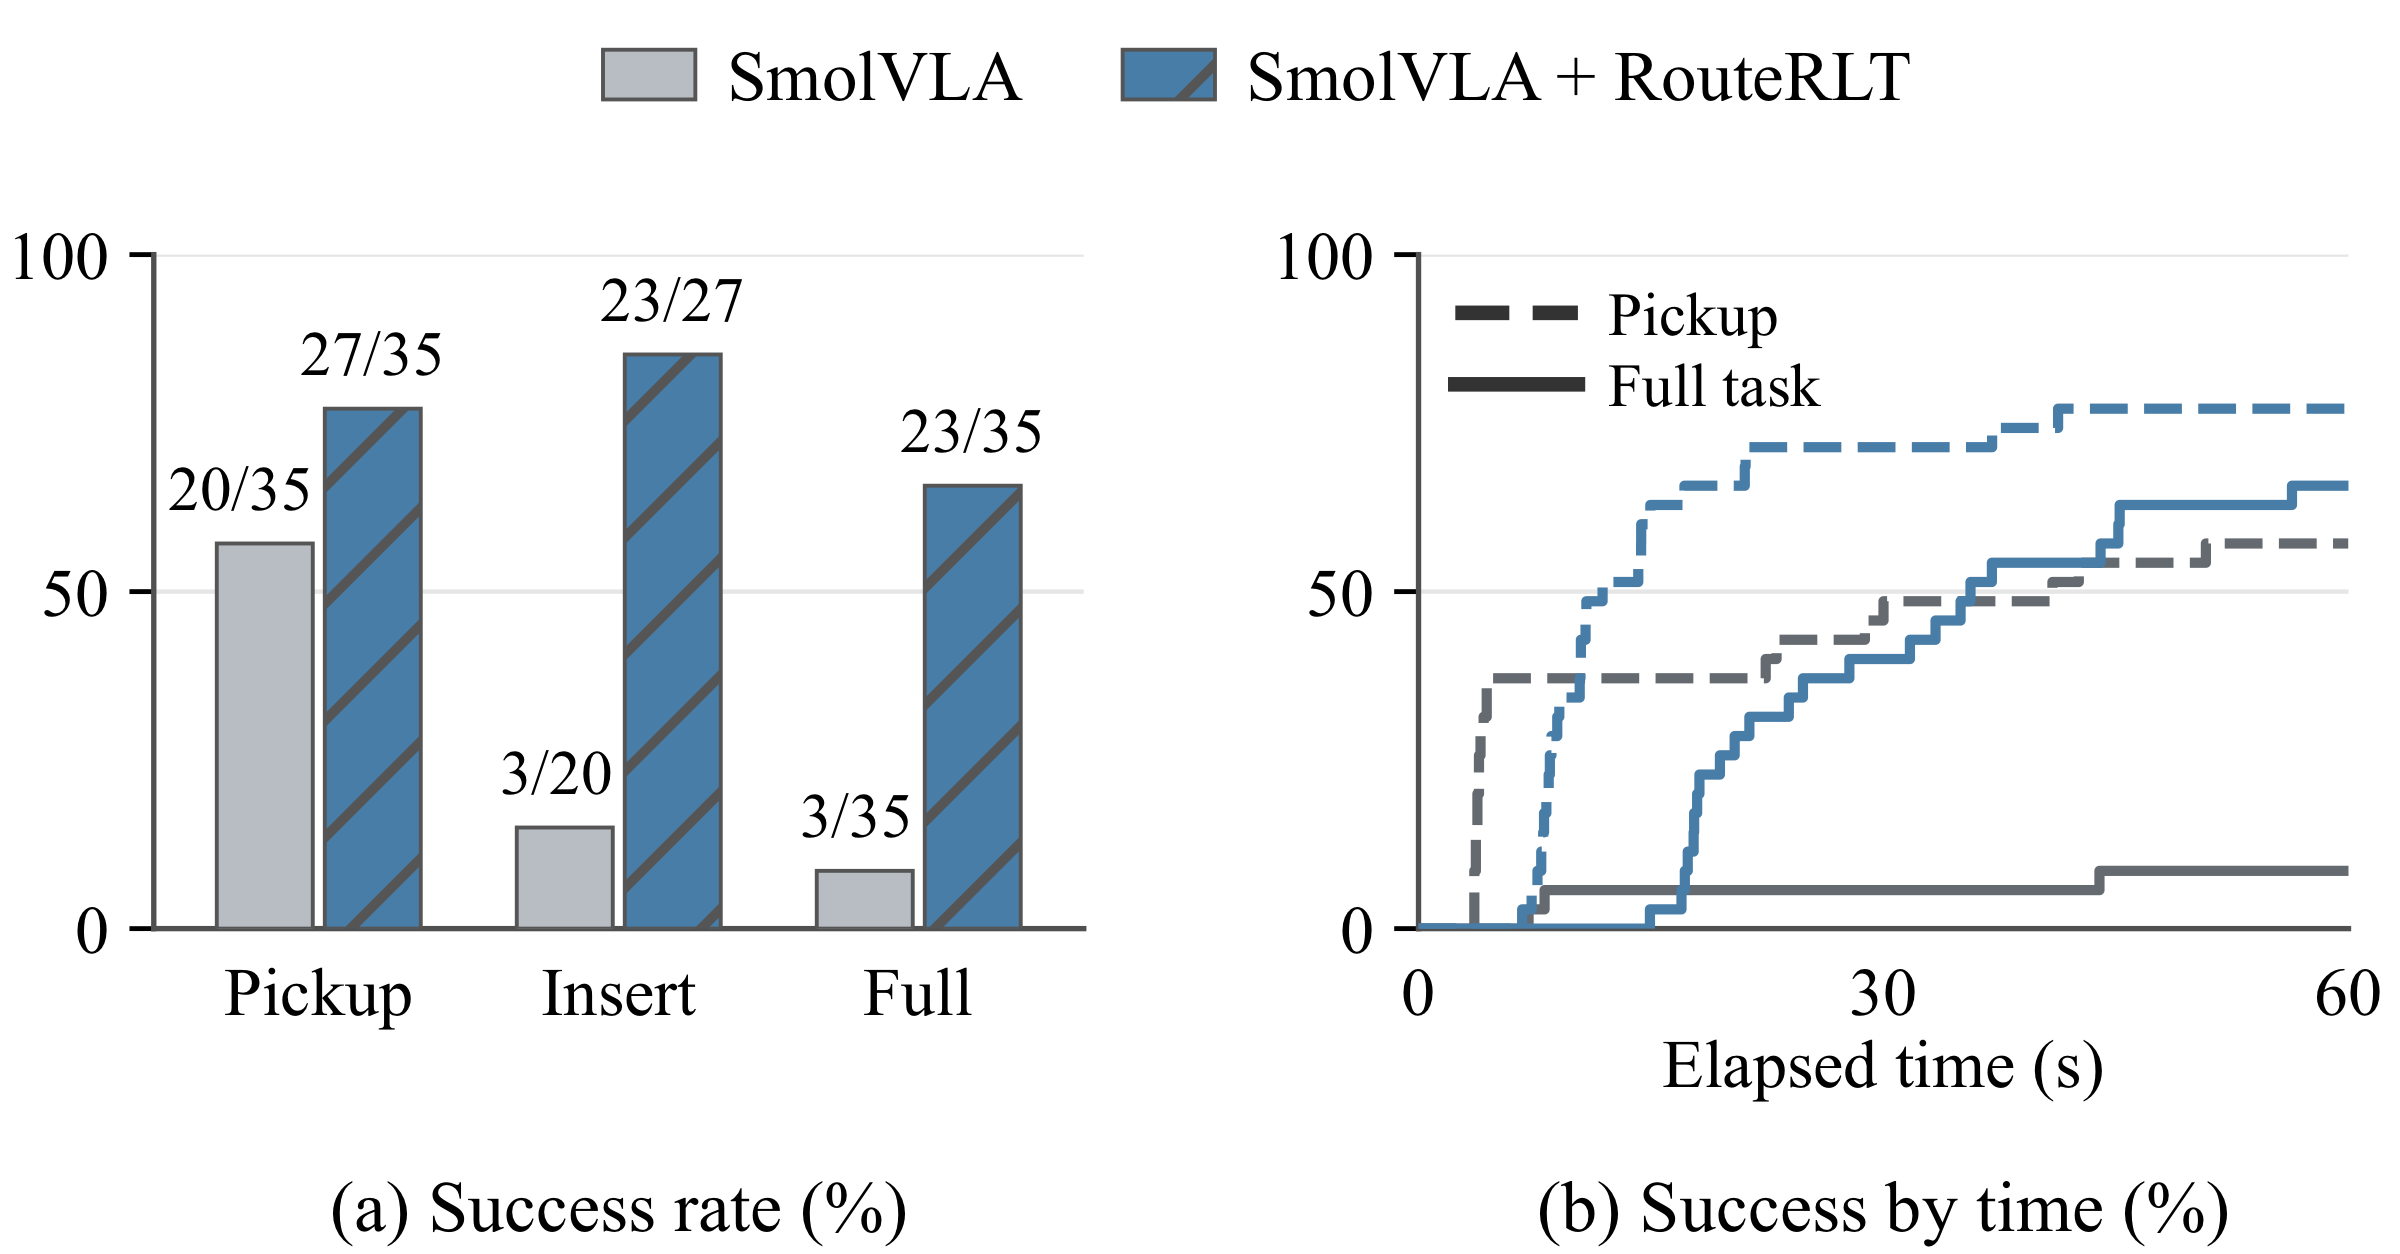 SmolVLA
SmolVLA + RouteRLT
100
50
0
20/35
27/35
3/20
23/27
3/35
23/35
Pickup
Insert
Full
(a) Success rate (%)
100
50
0
Pickup
Full task
0
30
60
Elapsed time (s)
(b) Success by time (%)